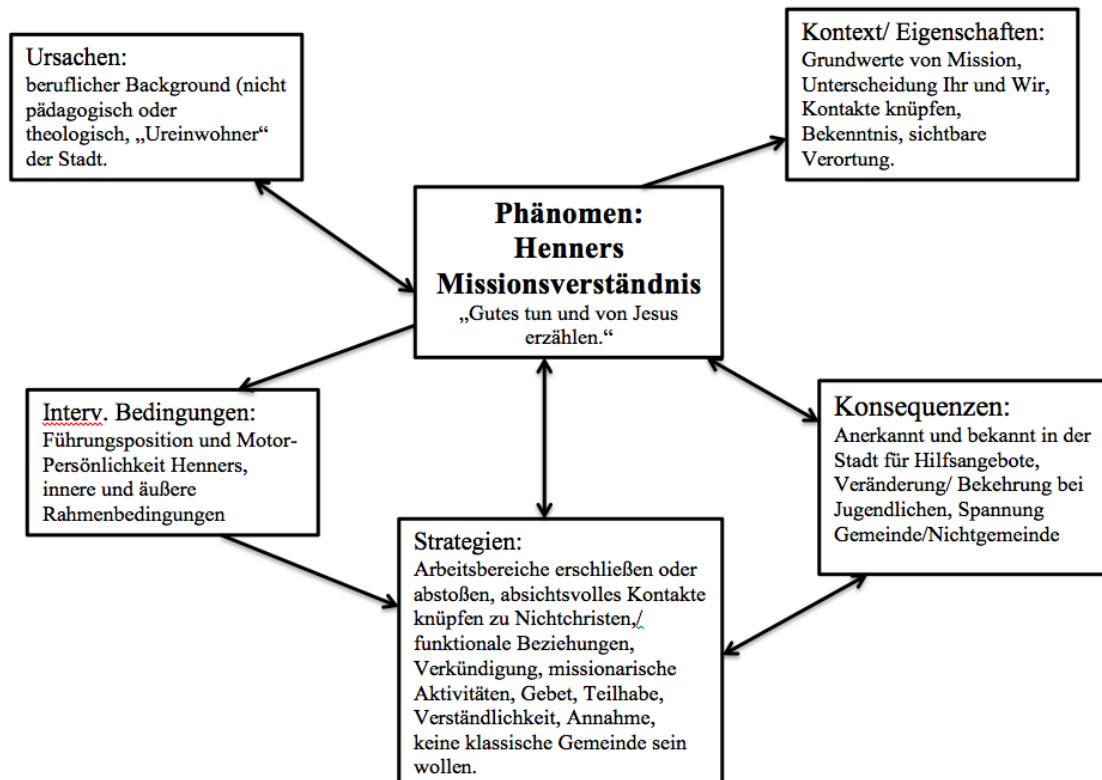 Ursachen:
beruflicher Background (nicht
pädagogisch oder
theologisch, „Ureinwohner“
der Stadt.
Kontext/ Eigenschaften:
Grundwerte von Mission,
Unterscheidung Ihr und Wir,
Kontakte knüpfen,
Bekenntnis, sichtbare
Verortung.
Phänomen:
Henners
Missionsverständnis
„Gutes tun und von Jesus
erzählen.“
Interv. Bedingungen:
Führungsposition und Motor-
Persönlichkeit Henners,
innere und äußere
Rahmenbedingungen
Konsequenzen:
Anerkannt und bekannt in der
Stadt für Hilfsangebote,
Veränderung/ Bekehrung bei
Jugendlichen, Spannung
Gemeinde/Nichtgemeinde
Strategien:
Arbeitsbereiche erschließen oder
abstoßen, absichtsvolles Kontakte
knüpfen zu Nichtchristen,/
funktionale Beziehungen,
Verkündigung, missionarische
Aktivitäten, Gebet, Teilhabe,
Verständlichkeit, Annahme,
keine klassische Gemeinde sein
wollen.